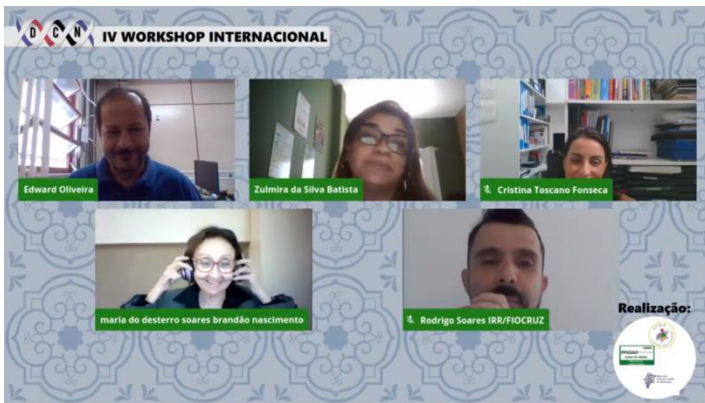 DCN
IV WORKSHOP INTERNACIONAL
Edward Oliveira
Zulmira da Silva Batista
Cristina Toscano Fonseca
maria do desterro soares brandão nascimento
Rodrigo Soares IRR/FIOCRUZ
Realização: